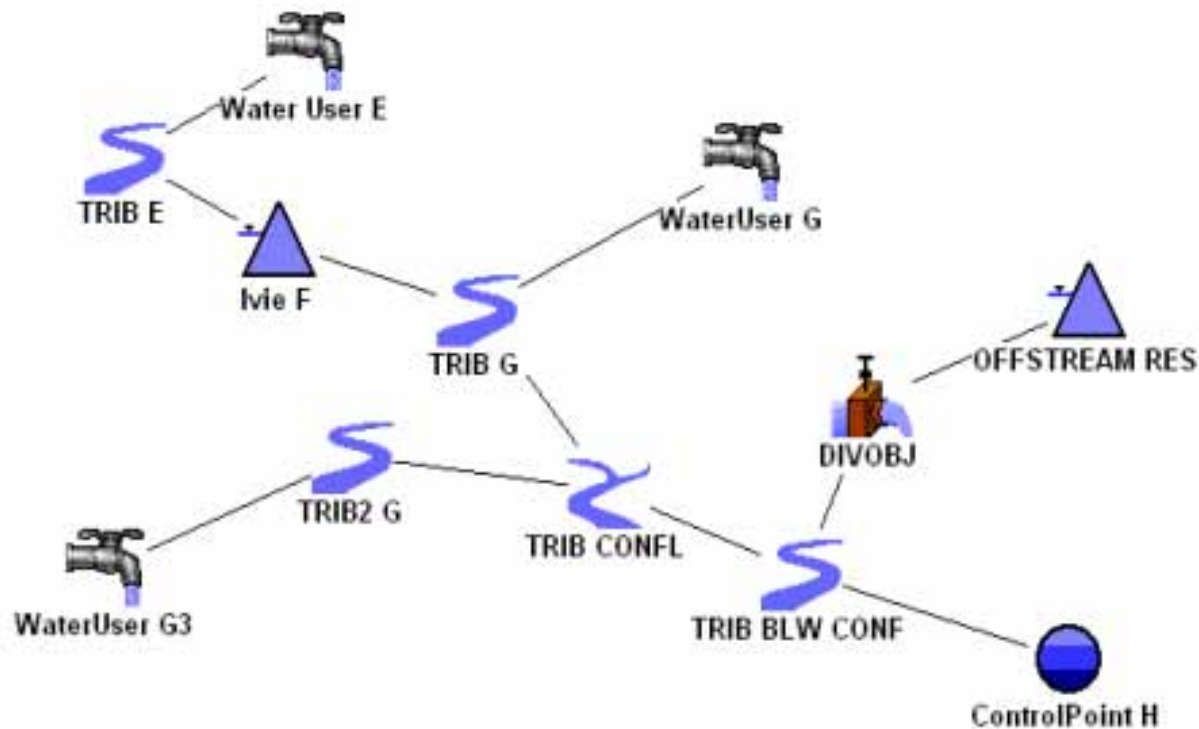 Water User E
TRIB E
WaterUser G
Ivie F
TRIB G
OFFSTREAM RES
DIVOBJ
TRIB2 G
TRIB CONFL
WaterUser G3
TRIB BLW CONF
ControlPoint H